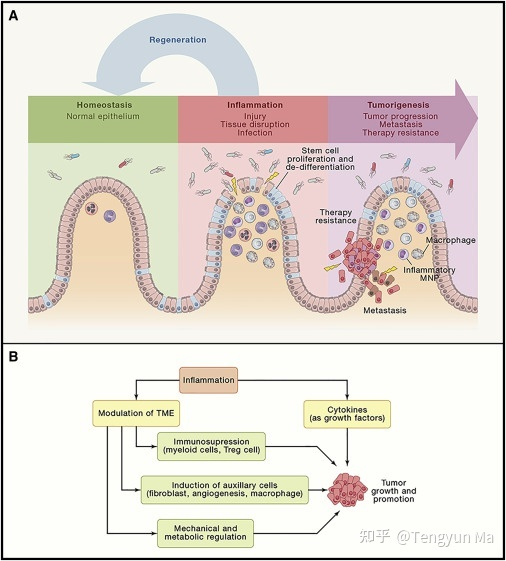 A
Regeneration
Homeostasis
Normal epithelium
Inflammation
Injury
Tissue disruption
Infection
Tumorigenesis
Tumor progression
Metastasis
Therapy resistance
Stem cell
proliferation and
de-differentiation
Therapy
resistance
Macrophage
Inflammatory
MNP
Metastasis
B
Inflammation
Modulation of TME
Cytokines
(as growth factors)
Immunosupression
(myeloid cells, Treg cell)
Induction of auxillary cells
(fibroblast, angiogenesis, macrophage)
Tumor
growth and
promotion
Mechanical and
metabolic regulation
知乎 @Tengyun Ma